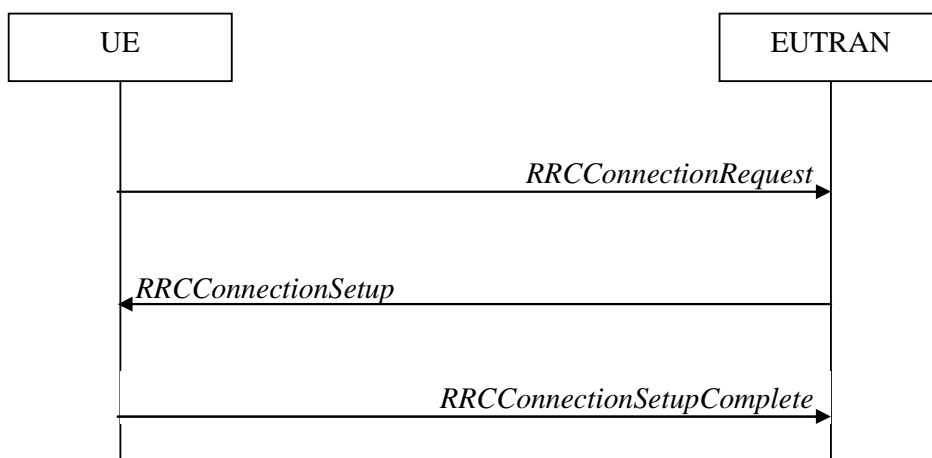 UE
EUTRAN
RRCConnectionRequest
RRCConnectionSetup
RRCConnectionSetupComplete